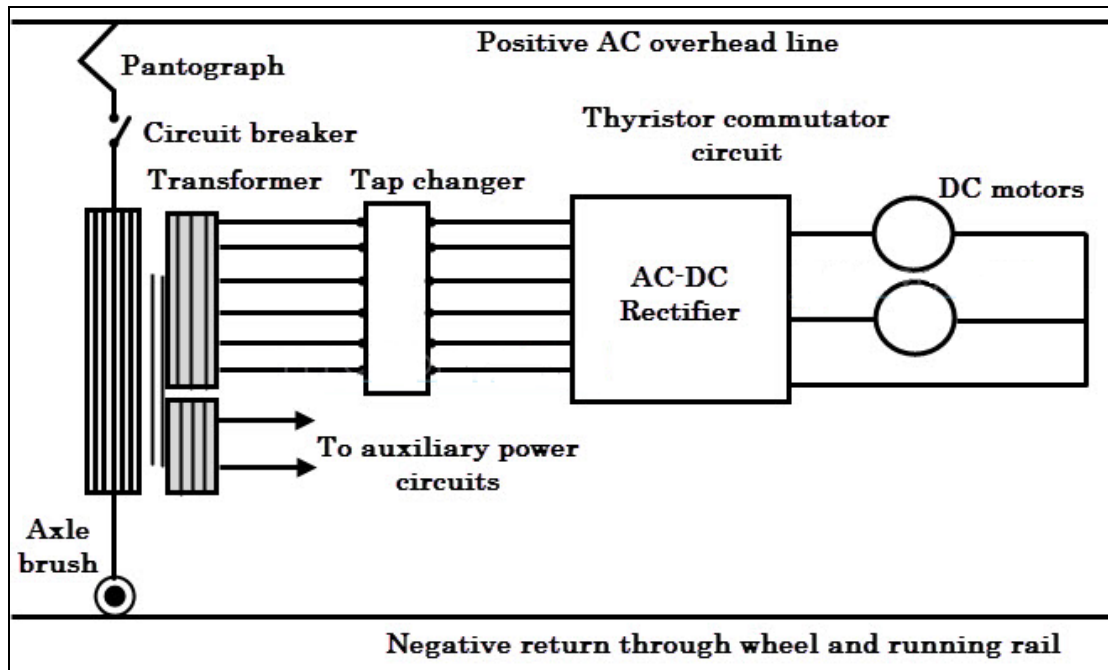 Positive AC overhead line
Pantograph
Circuit breaker
Thyristor commutator
circuit
Transformer
Tap changer
DC motors
AC-DC
Rectifier
To auxiliary power
circuits
Axle
brush
Negative return through wheel and running rail